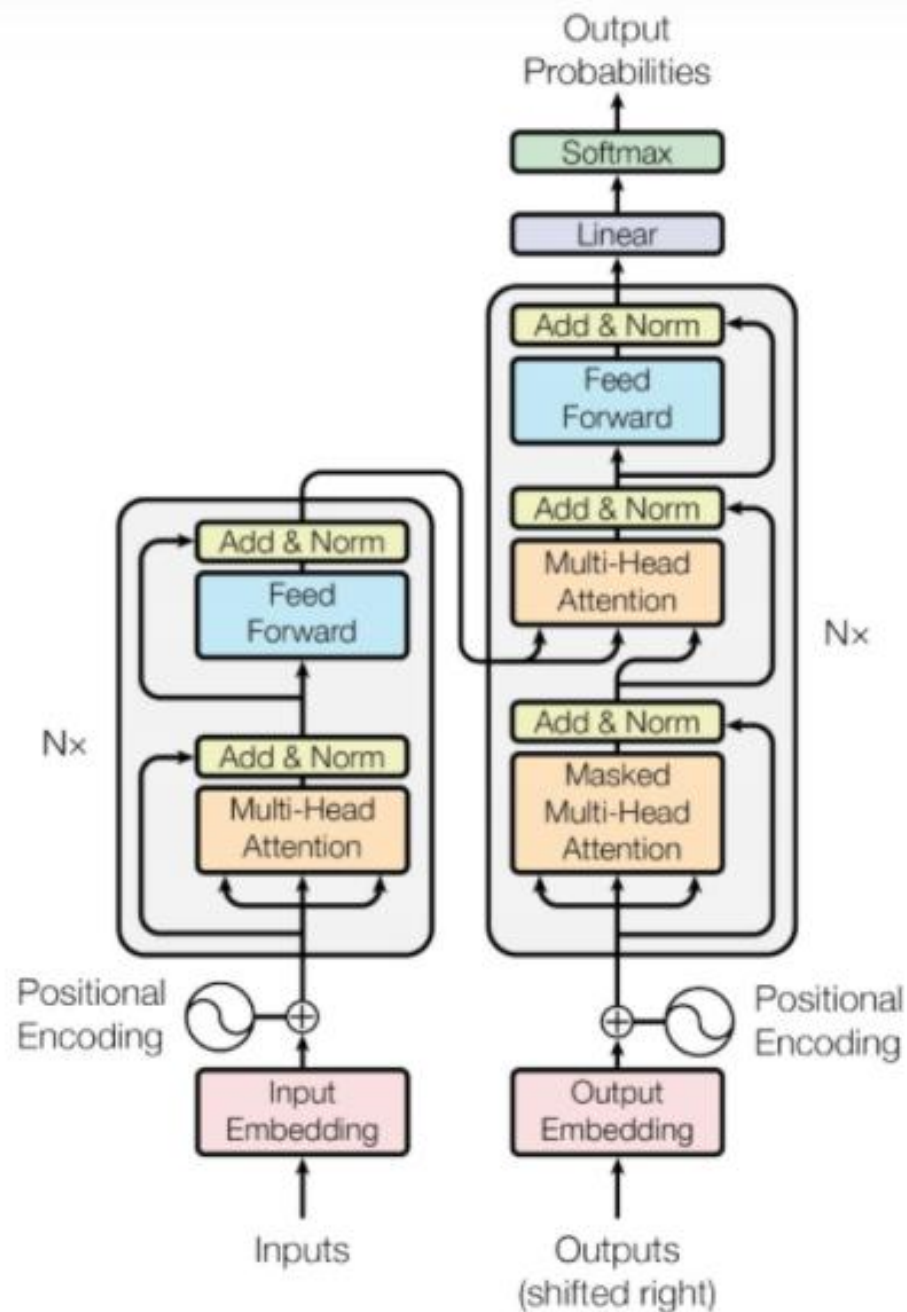 Output
Probabilities
Softmax
Linear
Add & Norm
Feed
Forward
Add & Norm
Multi-Head
Attention
Add & Norm
Masked
Multi-Head
Attention
Nx
Add & Norm
Feed
Forward
Add & Norm
Multi-Head
Attention
Nx
Positional
Encoding
Positional
Encoding
Input
Embedding
Output
Embedding
Inputs
Outputs
(shifted right)